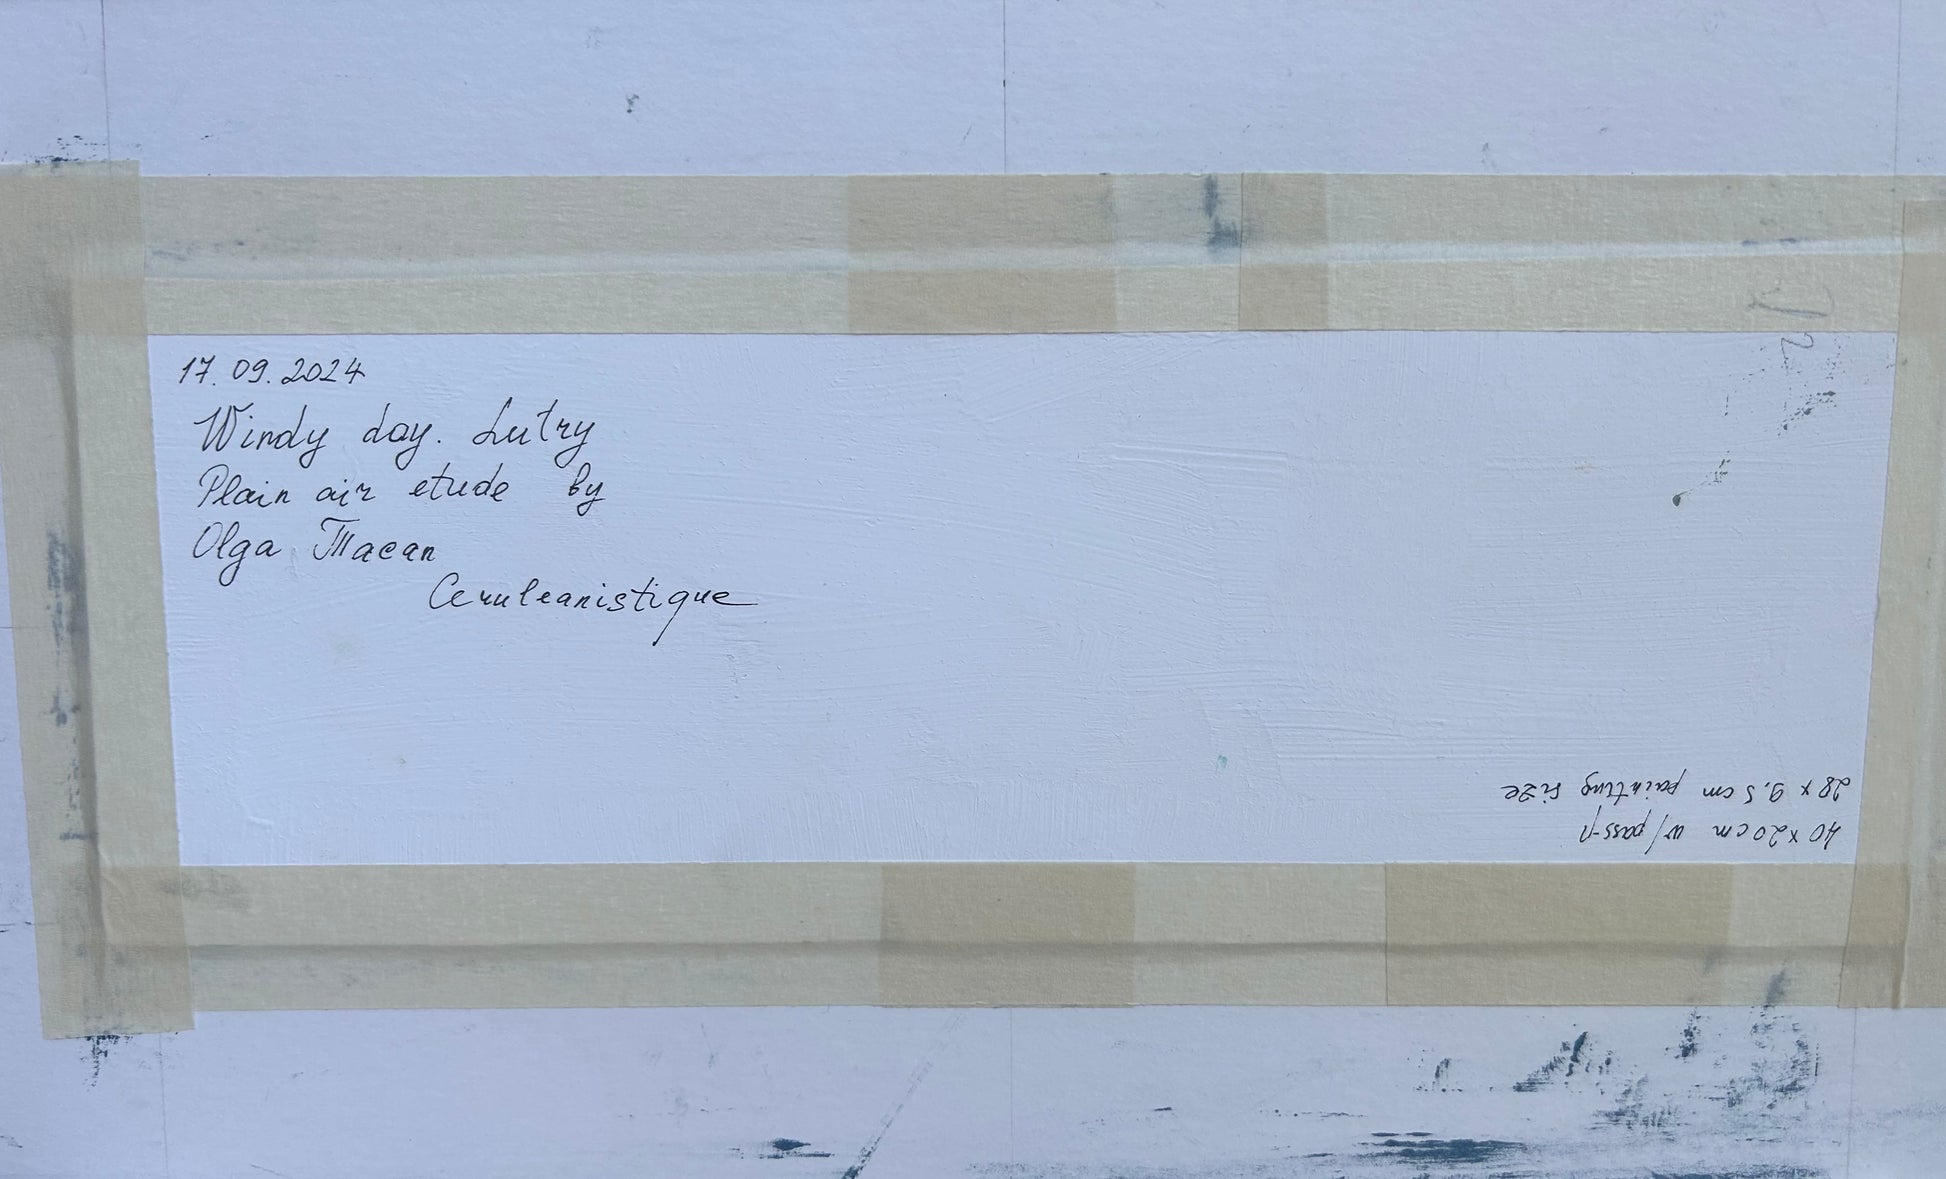 17.09.2024
Windy day. Lutry
Plain air etude by
Olga
Ceruleanistique
40 x 20 cm w/ pass-p
28 x 9,5 cm painting size